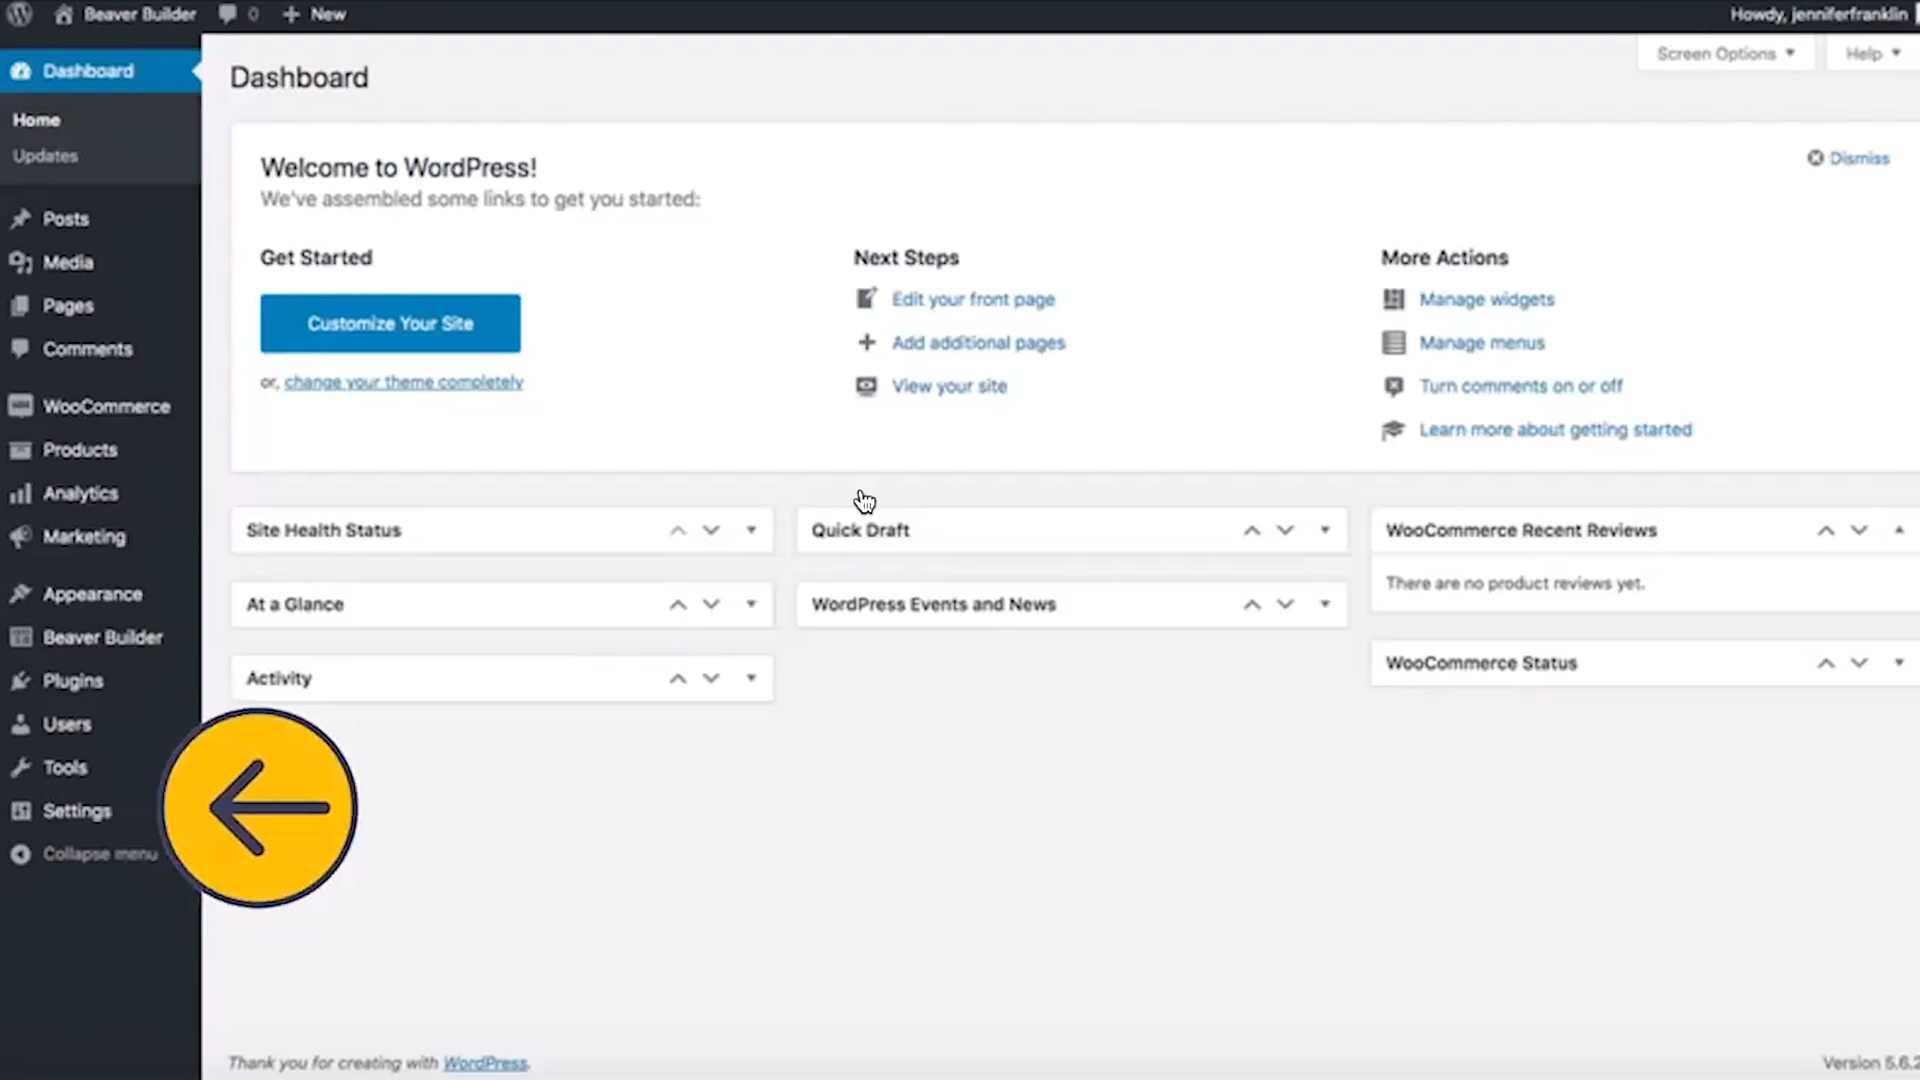 Beaver Builder 0 New Howdy, jenniferfranklin
Dashboard
Home
Updates
Posts
Media
Pages
Comments
WooCommerce
Products
Analytics
Marketing
Appearance
Beaver Builder
Plugins
Users
Tools
Settings
Collapse menu
Screen Options Help
Dashboard
Welcome to WordPress!
We've assembled some links to get you started:
Dismiss
Get Started
Customize Your Site
or, change your theme completely
Next Steps
Edit your front page
Add additional pages
View your site
More Actions
Manage widgets
Manage menus
Turn comments on or off
Learn more about getting started
Site Health Status
At a Glance
Activity
Quick Draft
WordPress Events and News
WooCommerce Recent Reviews
There are no product reviews yet.
WooCommerce Status
Thank you for creating with WordPress.
Version 5.6.2